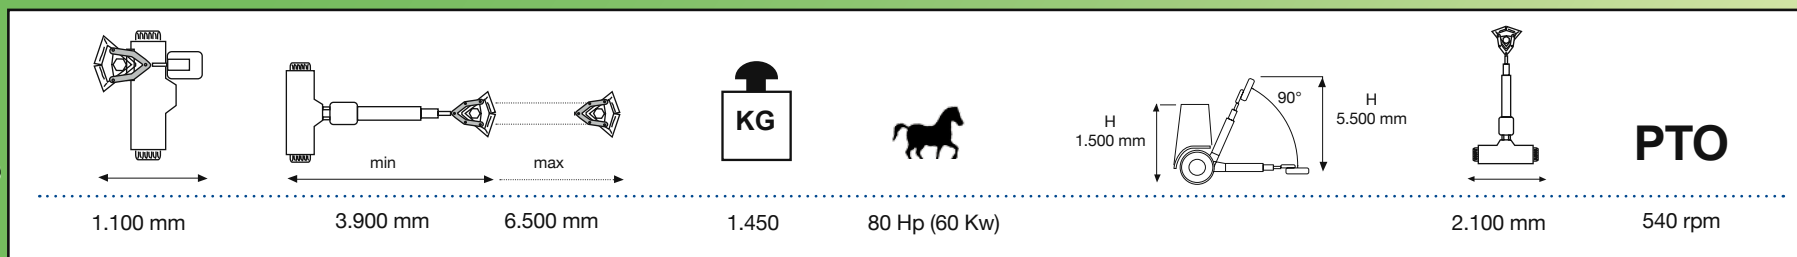 KG
90°
H
5.500 mm
H
1.500 mm
PTO
min
max
1.100 mm
3.900 mm
6.500 mm
1.450
80 Hp (60 Kw)
2.100 mm
540 rpm